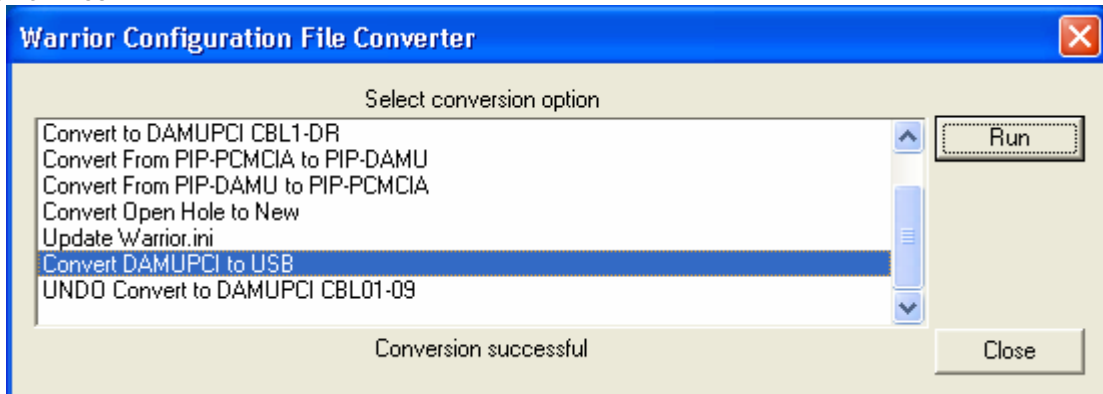 Warrior Configuration File Converter
Select conversion option
Convert to DAMUPCI CBL1-DR
Convert From PIP-PCMCIA to PIP-DAMU
Convert From PIP-DAMU to PIP-PCMCIA
Convert Open Hole to New
Update Warrior.ini
Convert DAMUPCI to USB
UNDO Convert to DAMUPCI CBL01-09
Run
Conversion successful
Close